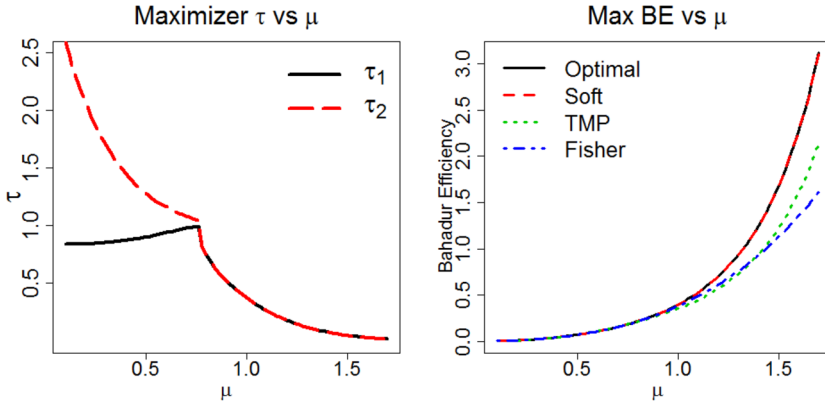 Maximizer τ vs μ
τ
2.5
2.0
1.5
1.0
0.5
τ1
τ2
0.5 1.0 1.5
μ
Max BE vs μ
Bahadur Efficiency
3.0
2.5
2.0
1.5
1.0
0.5
0.0
Optimal
Soft
TMP
Fisher
0.5 1.0 1.5
μ